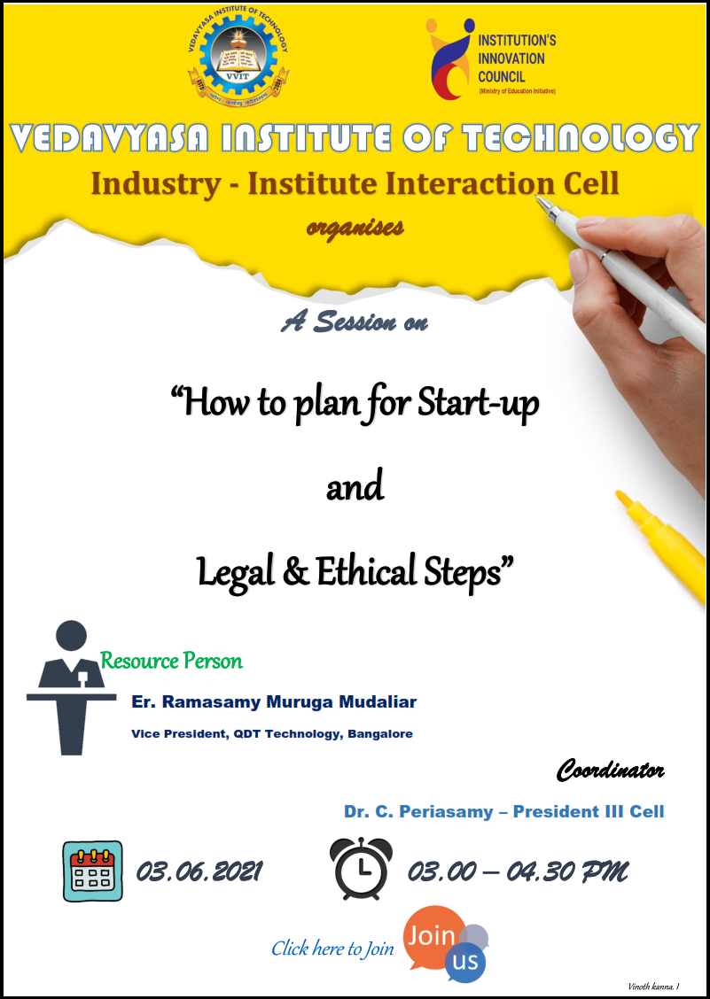 VEDAVYASA INSTITUTE OF TECHNOLOGY
VVIT
ESTD 2004
INSTITUTION'S
INNOVATION
COUNCIL
(Ministry of Education Initiative)
VEDAVYASA INSTITUTE OF TECHNOLOGY
Industry - Institute Interaction Cell
organises
A Session on
“How to plan for Start-up
and
Legal & Ethical Steps”
Resource Person
Er. Ramasamy Muruga Mudaliar
Vice President, QDT Technology, Bangalore
Coordinator
Dr. C. Periasamy – President III Cell
03.06.2021 03.00 – 04.30 PM
Click here to Join
Join
us
Vinoth kanna. I